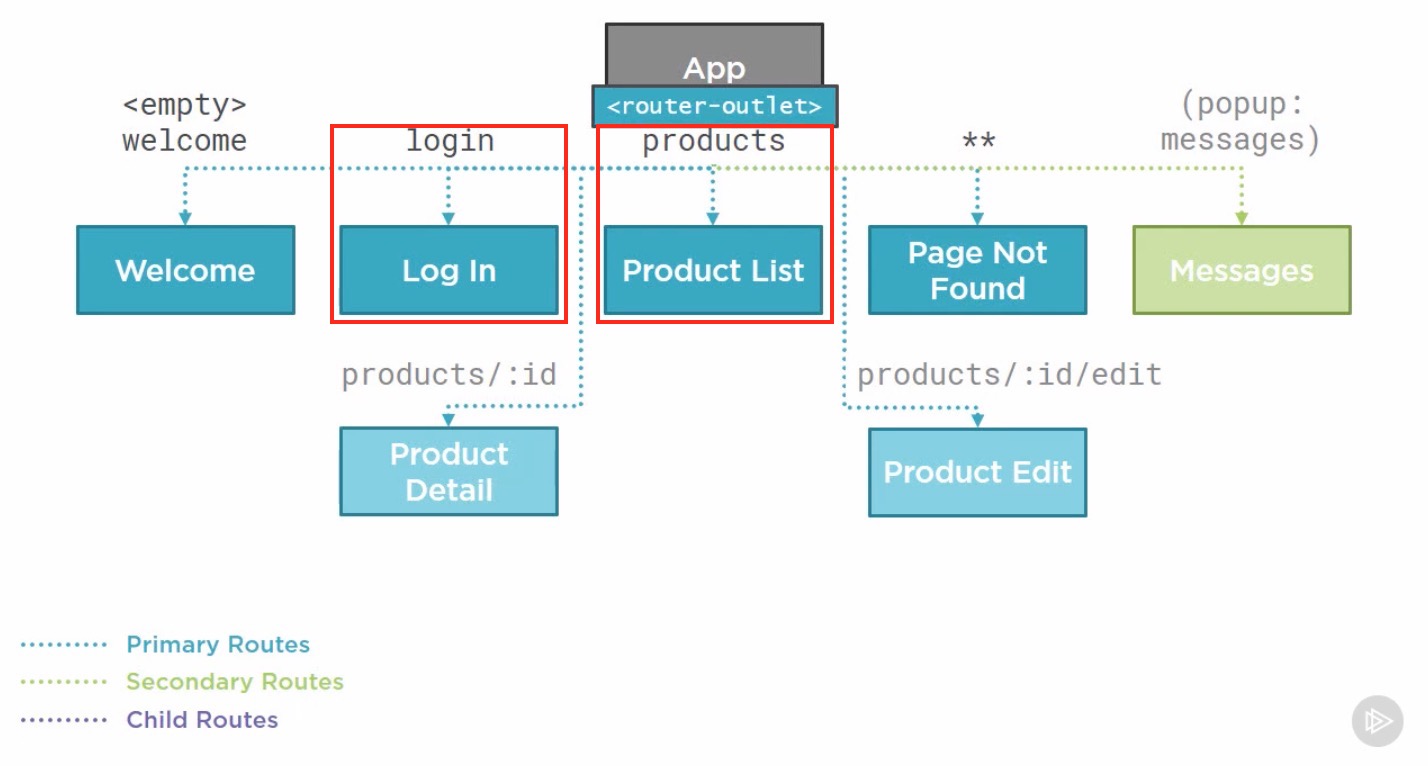 App
<router-outlet>
<empty>
welcome
login
products
**
(popup:
messages)
Welcome
Log In
Product List
Page Not
Found
Messages
products/:id
products/:id/edit
Product
Detail
Product Edit
Primary Routes
Secondary Routes
Child Routes